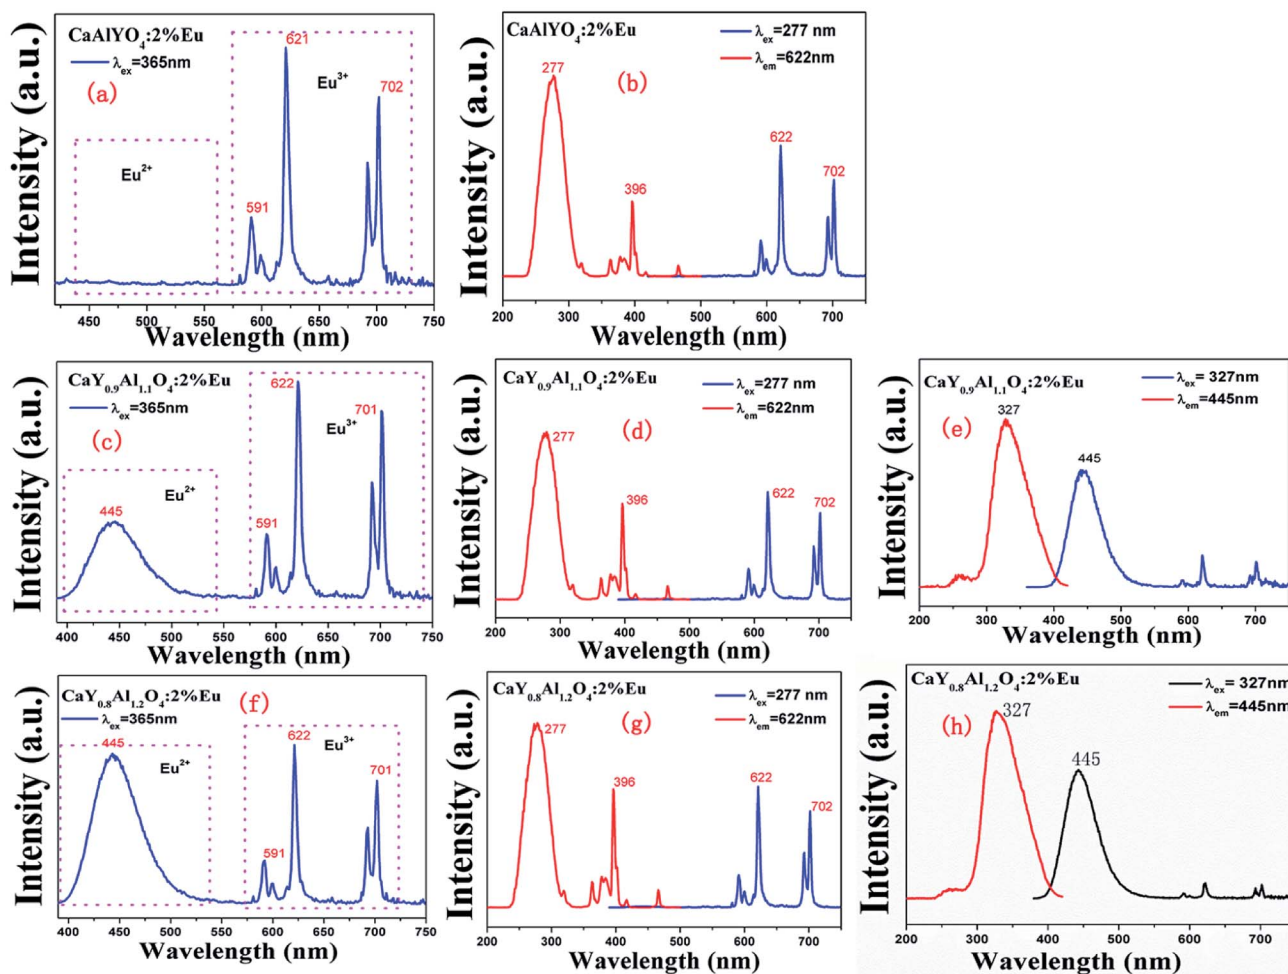 CaAlYO₄:2%Eu
λex=365nm
(a)
Eu²⁺
Eu³⁺
591
621
702
Intensity (a.u.)
450 500 550 600 650 700 750
Wavelength (nm)
CaAlYO₄:2%Eu
λex=277 nm
λem=622nm
(b)
277
396
622
702
Intensity (a.u.)
200 300 400 500 600 700
Wavelength (nm)
CaY₀.₉Al₁.₁O₄:2%Eu
λex=365nm
(c)
Eu²⁺
Eu³⁺
445
591
622
701
Intensity (a.u.)
400 450 500 550 600 650 700 750
Wavelength (nm)
CaY₀.₉Al₁.₁O₄:2%Eu
λex=277 nm
λem=622nm
(d)
277
396
622
702
Intensity (a.u.)
200 300 400 500 600 700
Wavelength (nm)
CaY₀.₉Al₁.₁O₄:2%Eu
λex= 327nm
λem=445nm
(e)
327
445
Intensity (a.u.)
200 300 400 500 600 700
Wavelength (nm)
CaY₀.₈Al₁.₂O₄:2%Eu
λex=365nm
(f)
Eu²⁺
Eu³⁺
445
591
622
701
Intensity (a.u.)
400 450 500 550 600 650 700 750
Wavelength (nm)
CaY₀.₈Al₁.₂O₄:2%Eu
λex=277 nm
λem=622nm
(g)
277
396
622
702
Intensity (a.u.)
200 300 400 500 600 700
Wavelength (nm)
CaY₀.₈Al₁.₂O₄:2%Eu
λex= 327nm
λem=445nm
(h)
327
445
Intensity (a.u.)
200 300 400 500 600 700
Wavelength (nm)